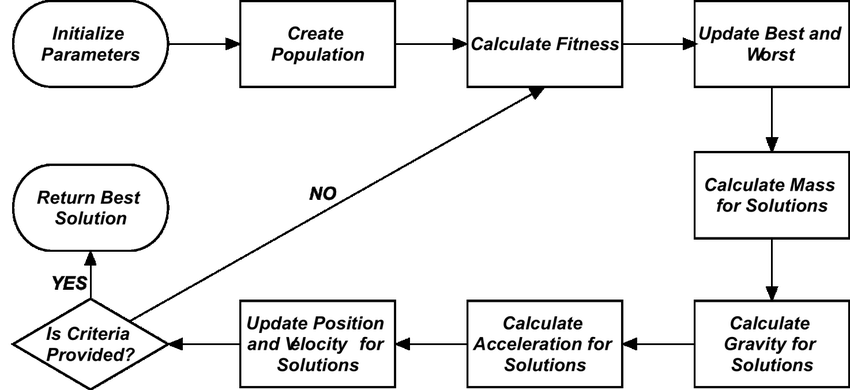 Initialize
Parameters
Create
Population
Calculate Fitness
Update Best and
Worst
Calculate Mass
for Solutions
Calculate
Gravity for
Solutions
Calculate
Acceleration for
Solutions
Update Position
and Velocity for
Solutions
Is Criteria
Provided?
NO
YES
Return Best
Solution